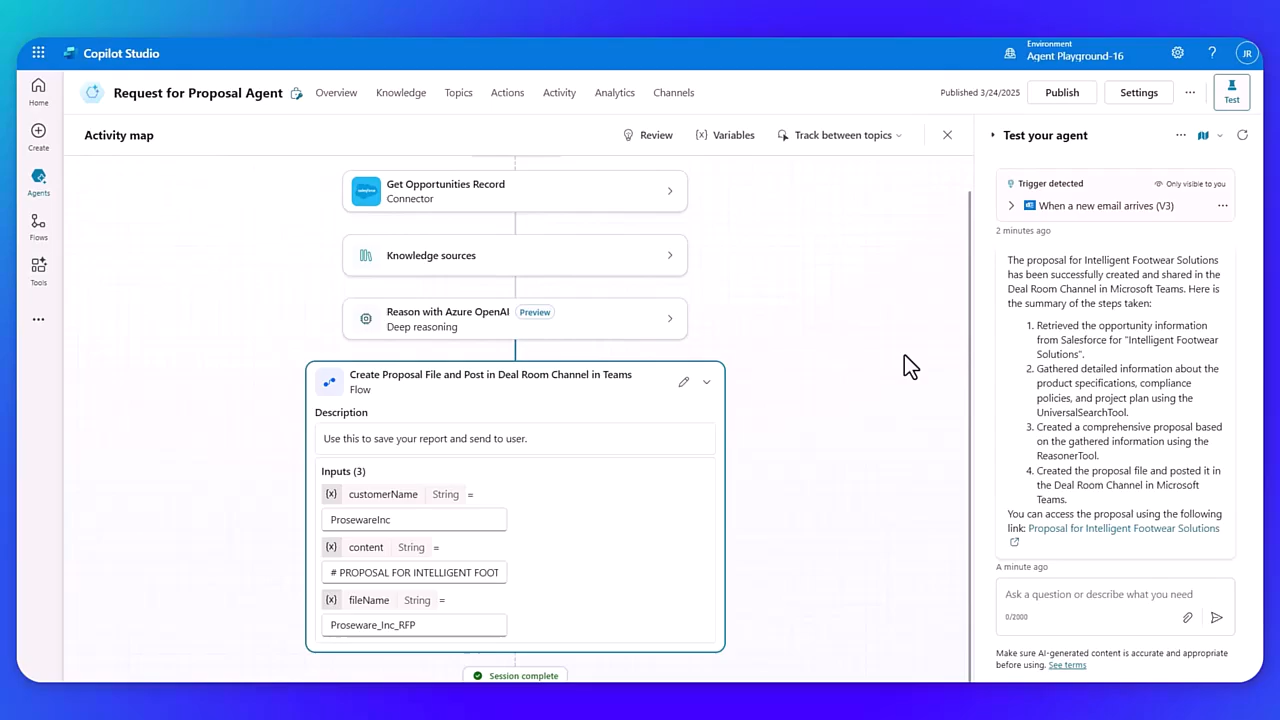 Copilot Studio
Environment
Agent Playground-16
?
JR
Home
Create
Agents
Flows
Tools
Request for Proposal Agent
Overview
Knowledge
Topics
Actions
Activity
Analytics
Channels
Published 3/24/2025
Publish
Settings
Test
Activity map
Review
{x} Variables
Track between topics
Get Opportunities Record
Connector
salesforce
Knowledge sources
Reason with Azure OpenAI Preview
Deep reasoning
Create Proposal File and Post in Deal Room Channel in Teams
Flow
Description
Use this to save your report and send to user.
Inputs (3)
{x} customerName String =
ProsewareInc
{x} content String =
# PROPOSAL FOR INTELLIGENT FOOT
{x} fileName String =
Proseware_Inc_RFP
Session complete
Test your agent
Trigger detected
Only visible to you
When a new email arrives (V3)
2 minutes ago
The proposal for Intelligent Footwear Solutions
has been successfully created and shared in the
Deal Room Channel in Microsoft Teams. Here is
the summary of the steps taken:
1. Retrieved the opportunity information
from Salesforce for "Intelligent Footwear
Solutions".
2. Gathered detailed information about the
product specifications, compliance
policies, and project plan using the
UniversalSearchTool.
3. Created a comprehensive proposal based
on the gathered information using the
ReasonerTool.
4. Created the proposal file and posted it in
the Deal Room Channel in Microsoft
Teams.
You can access the proposal using the following
link: Proposal for Intelligent Footwear Solutions
A minute ago
Ask a question or describe what you need
0/2000
Make sure AI-generated content is accurate and appropriate
before using. See terms